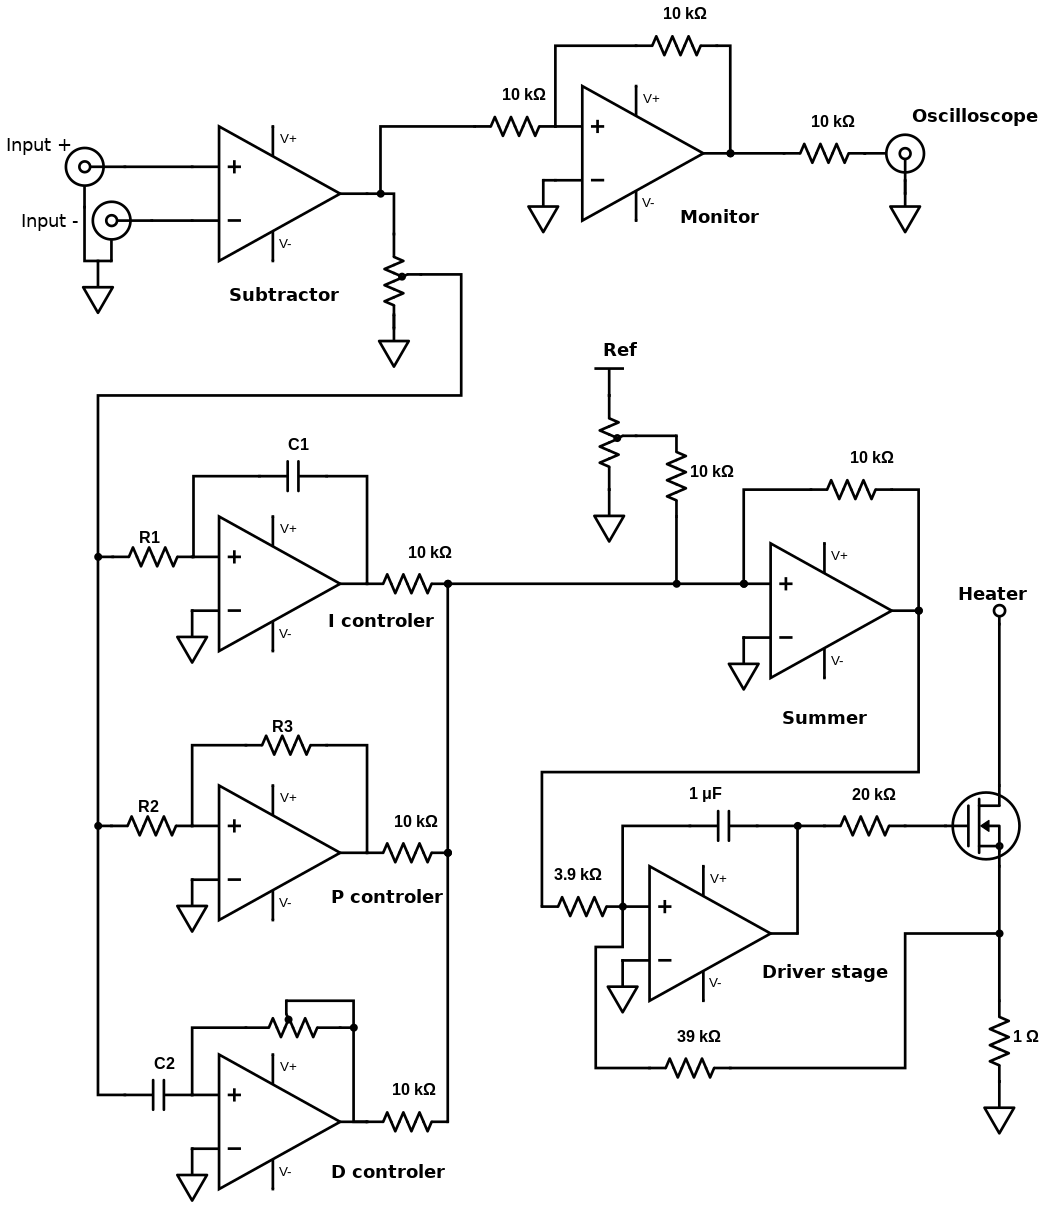 10 kΩ
10 kΩ
V+
Oscilloscope
10 kΩ
Input +
V+
+
+
−
V-
Monitor
Input -
−
V-
Subtractor
Ref
C1
10 kΩ
10 kΩ
R1
V+
+
10 kΩ
−
V-
I controler
V+
+
Heater
−
V-
Summer
R3
R2
V+
+
10 kΩ
−
V-
P controler
1 µF
20 kΩ
3.9 kΩ
V+
+
−
V-
Driver stage
39 kΩ
1 Ω
C2
V+
+
10 kΩ
−
V-
D controler